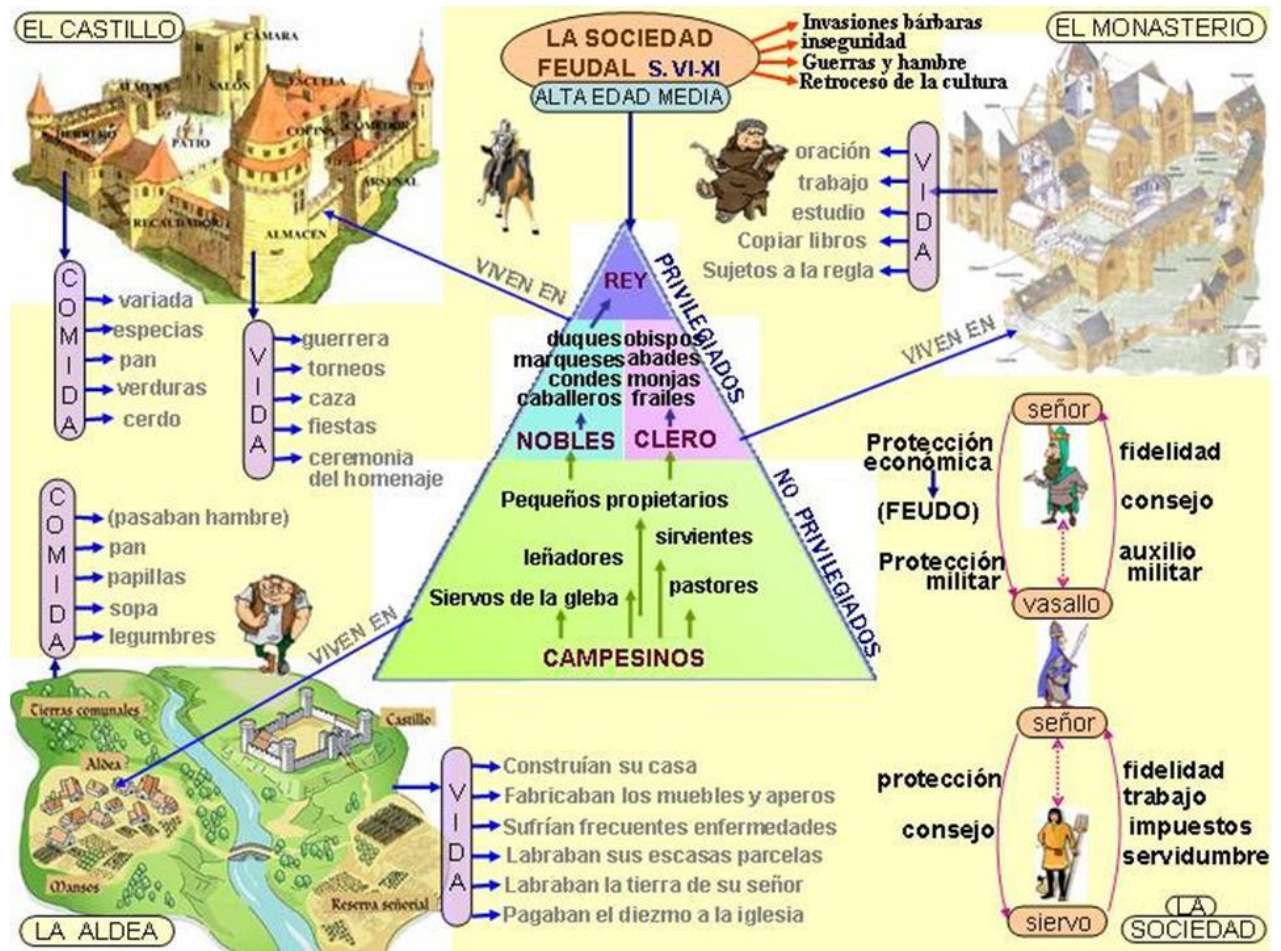 EL CASTILLO
CÁMARA
ALMENA
SALÓN
ESCUELA
HERRERO
PATIO
COCINA
COMEDOR
ARSENAL
RECAUDADOR
ALMACÉN
LA SOCIEDAD
FEUDAL S. VI-XI
ALTA EDAD MEDIA
Invasiones bárbaras
inseguridad
Guerras y hambre
Retroceso de la cultura
EL MONASTERIO
VIDA
oración
trabajo
estudio
Copiar libros
Sujetos a la regla
VIVEN EN
VIVEN EN
COMIDA
variada
especias
pan
verduras
cerdo
VIDA
guerrera
torneos
caza
fiestas
ceremonia
del homenaje
REY
PRIVILEGIADOS
duques obispos
marqueses abades
condes monjas
caballeros frailes
NOBLES CLERO
NO PRIVILEGIADOS
Pequeños propietarios
sirvientes
leñadores
pastores
Siervos de la gleba
CAMPESINOS
VIVEN EN
COMIDA
(pasaban hambre)
pan
papillas
sopa
legumbres
Tierras comunales
Castillo
Aldea
Mansos
Reserva señorial
LA ALDEA
VIDA
Construían su casa
Fabricaban los muebles y aperos
Sufrían frecuentes enfermedades
Labraban sus escasas parcelas
Labraban la tierra de su señor
Pagaban el diezmo a la iglesia
señor
Protección
económica
(FEUDO)
Protección
militar
fidelidad
consejo
auxilio
militar
vasallo
señor
protección
consejo
fidelidad
trabajo
impuestos
servidumbre
siervo
LA
SOCIEDAD